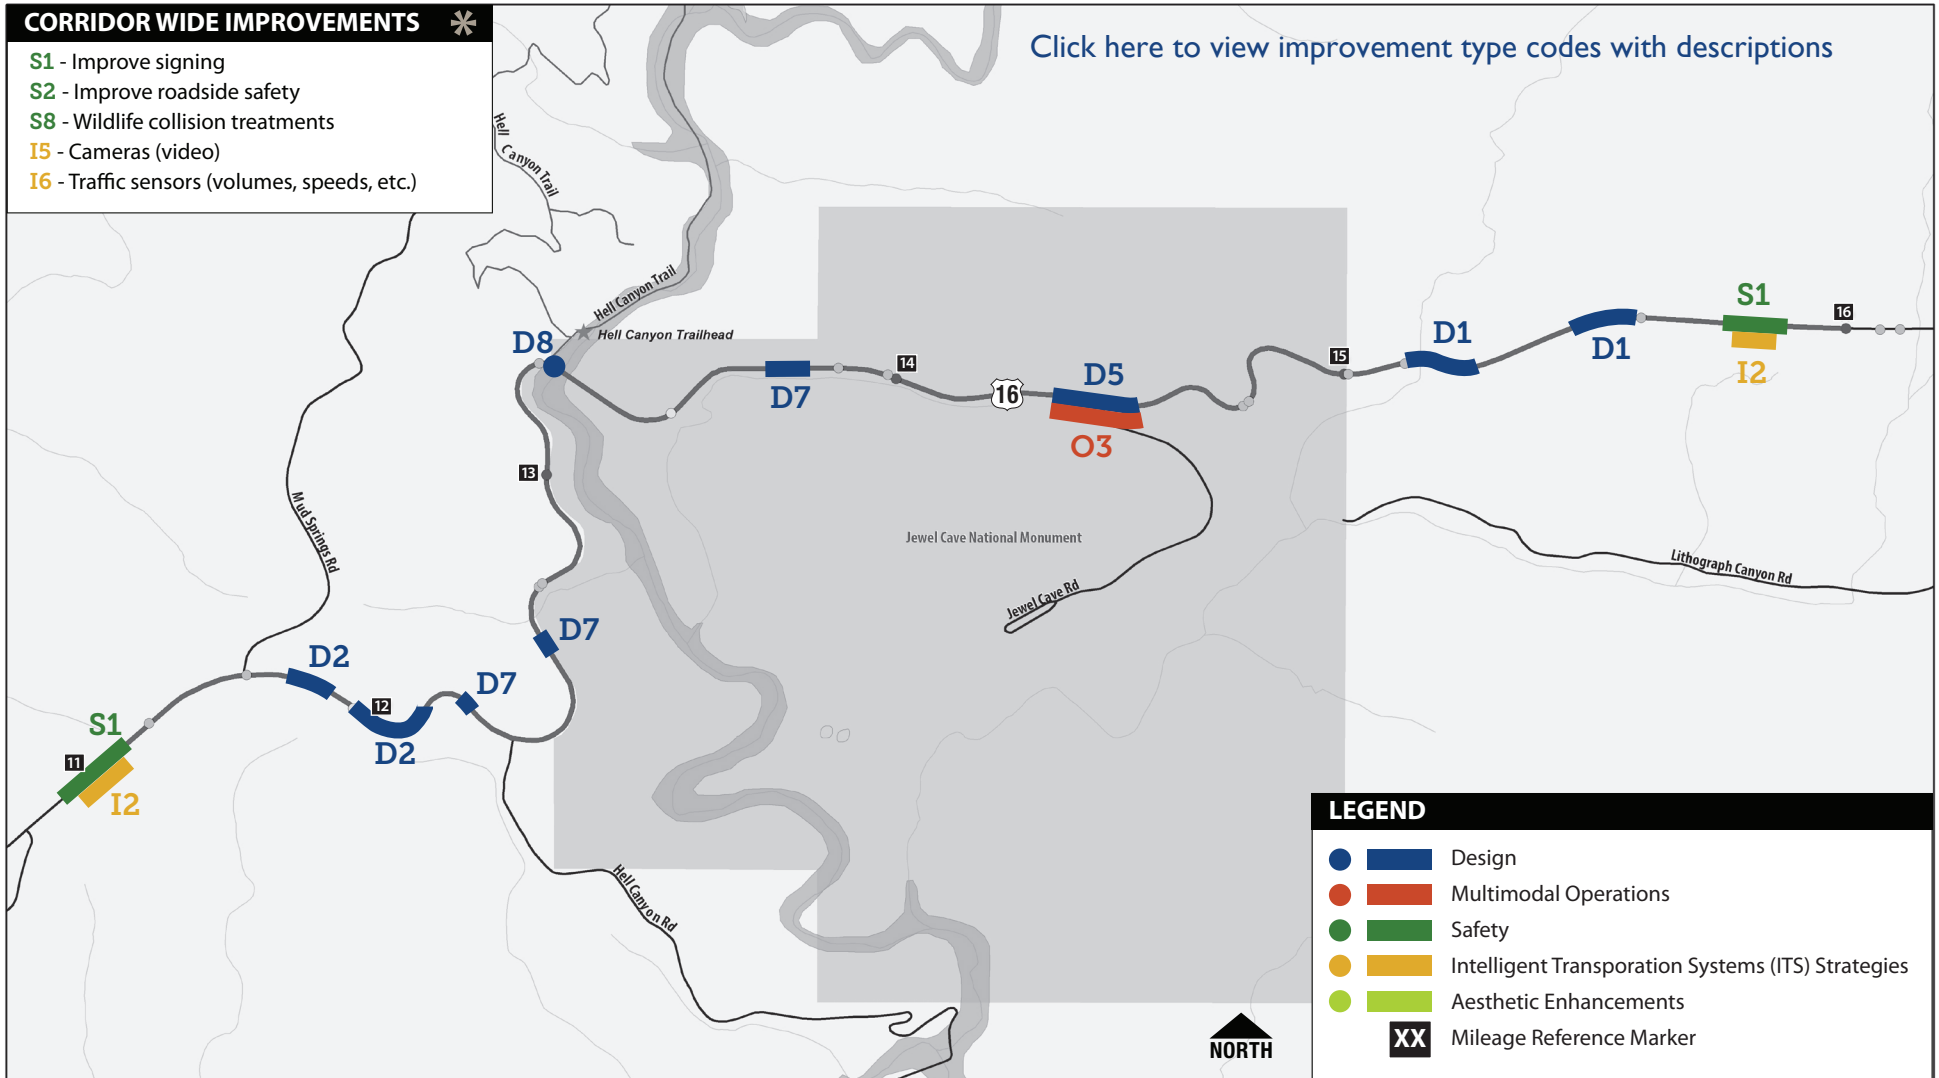 CORRIDOR WIDE IMPROVEMENTS *
S1 - Improve signing
S2 - Improve roadside safety
S8 - Wildlife collision treatments
I5 - Cameras (video)
I6 - Traffic sensors (volumes, speeds, etc.)
Click here to view improvement type codes with descriptions
Hell Canyon Trail
Hell Canyon Trail
Hell Canyon Trailhead
D8
D7
14
16
D5
O3
15
D1
D1
S1
I2
16
13
Mud Springs Rd
Jewel Cave National Monument
Jewel Cave Rd
Lithograph Canyon Rd
D7
D2
D7
12
D2
S1
11
I2
Hell Canyon Rd
NORTH
LEGEND
Design
Multimodal Operations
Safety
Intelligent Transporation Systems (ITS) Strategies
Aesthetic Enhancements
XX Mileage Reference Marker